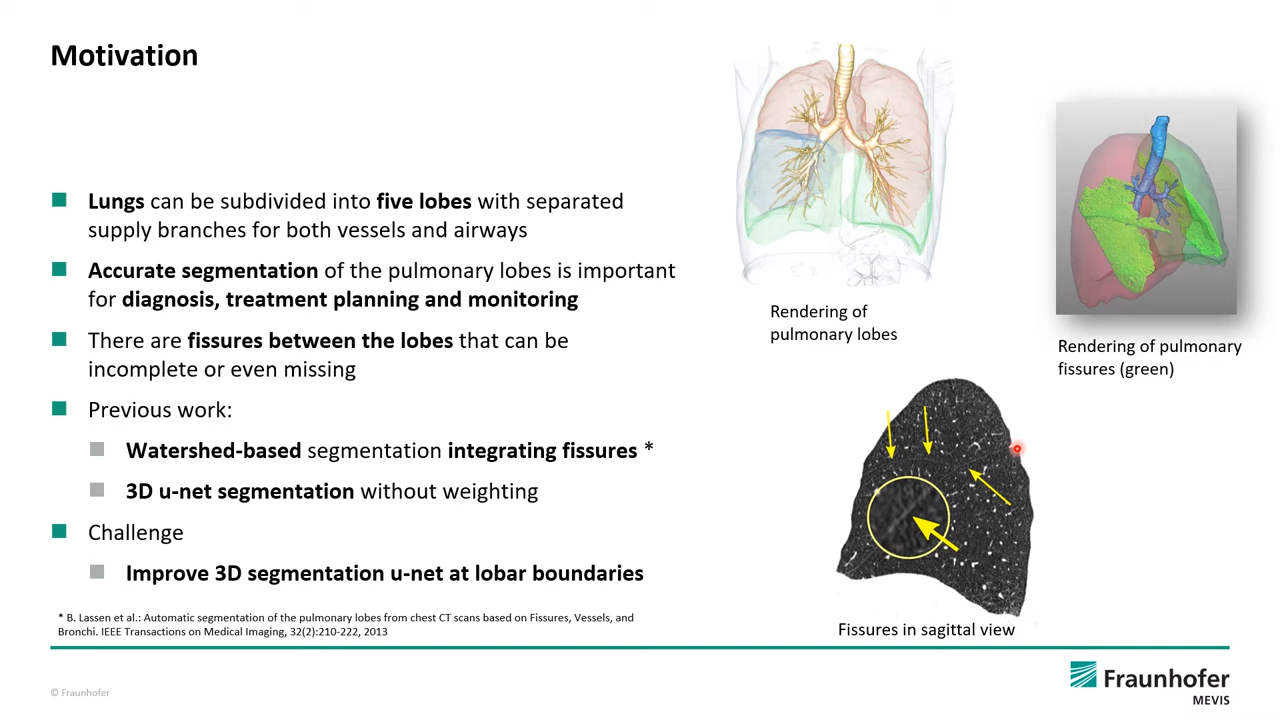 Motivation
Lungs can be subdivided into five lobes with separated
supply branches for both vessels and airways
Accurate segmentation of the pulmonary lobes is important
for diagnosis, treatment planning and monitoring
There are fissures between the lobes that can be
incomplete or even missing
Previous work:
Watershed-based segmentation integrating fissures *
3D u-net segmentation without weighting
Challenge
Improve 3D segmentation u-net at lobar boundaries
* B. Lassen et al.: Automatic segmentation of the pulmonary lobes from chest CT scans based on Fissures, Vessels, and
Bronchi. IEEE Transactions on Medical Imaging, 32(2):210-222, 2013
Rendering of
pulmonary lobes
Rendering of pulmonary
fissures (green)
Fissures in sagittal view
© Fraunhofer
Fraunhofer
MEVIS